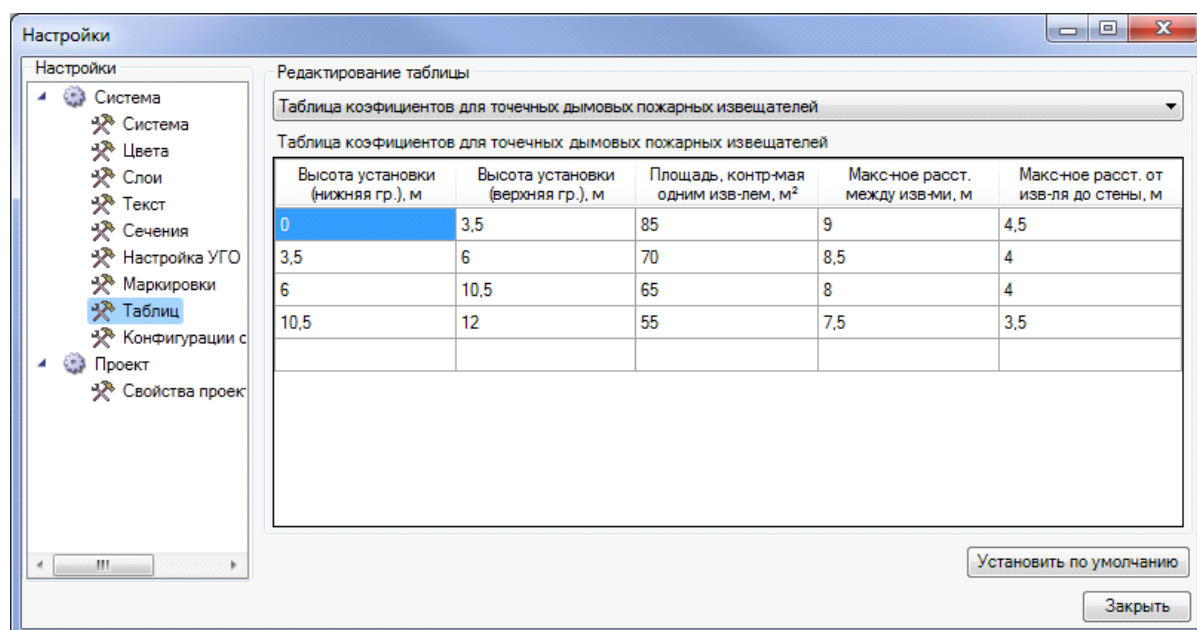 Настройки
Настройки
Система
Система
Цвета
Слои
Текст
Сечения
Настройка УГО
Маркировки
Таблиц
Конфигурации с
Проект
Свойства проек
Редактирование таблицы
Таблица коэфициентов для точечных дымовых пожарных извещателей
Таблица коэфициентов для точечных дымовых пожарных извещателей
Высота установки (нижняя гр.), м Высота установки (верхняя гр.), м Площадь, контр-мая одним изв-лем, м² Макс-ное расст. между изв-ми, м Макс-ное расст. от изв-ля до стены, м
0 3,5 85 9 4,5
3,5 6 70 8,5 4
6 10,5 65 8 4
10,5 12 55 7,5 3,5
Установить по умолчанию
Закрыть